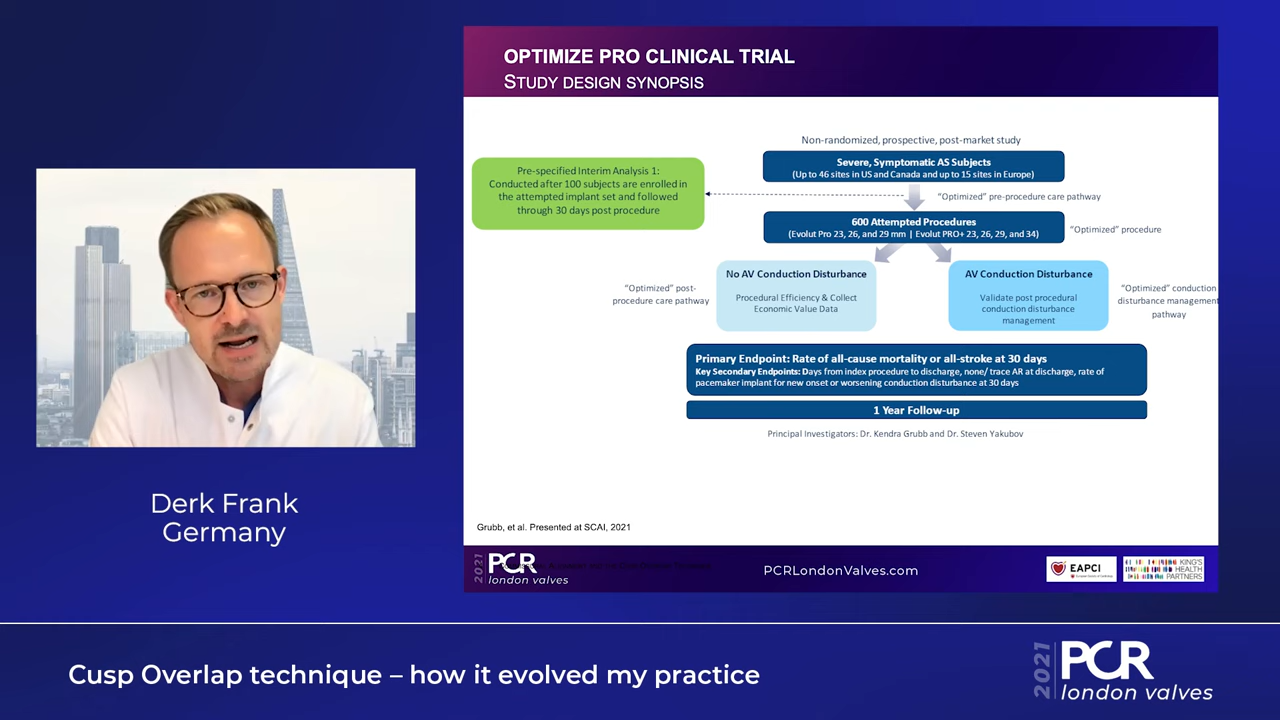 OPTIMIZE PRO CLINICAL TRIAL
STUDY DESIGN SYNOPSIS
Non-randomized, prospective, post-market study
Severe, Symptomatic AS Subjects
(Up to 46 sites in US and Canada and up to 15 sites in Europe)
Pre-specified Interim Analysis 1:
Conducted after 100 subjects are enrolled in
the attempted implant set and followed
through 30 days post procedure
“Optimized” pre-procedure care pathway
600 Attempted Procedures
(Evolut Pro 23, 26, and 29 mm | Evolut PRO+ 23, 26, 29, and 34)
“Optimized” procedure
“Optimized” post-
procedure care pathway
No AV Conduction Disturbance
Procedural Efficiency & Collect
Economic Value Data
AV Conduction Disturbance
Validate post procedural
conduction disturbance
management
“Optimized” conduction
disturbance management
pathway
Primary Endpoint: Rate of all-cause mortality or all-stroke at 30 days
Key Secondary Endpoints: Days from index procedure to discharge, none/ trace AR at discharge, rate of
pacemaker implant for new onset or worsening conduction disturbance at 30 days
1 Year Follow-up
Principal Investigators: Dr. Kendra Grubb and Dr. Steven Yakubov
Grubb, et al. Presented at SCAI, 2021
2021
PCR
london valves
PCRLondonValves.com
EAPCI
KING'S
HEALTH
PARTNERS
Derk Frank
Germany
Cusp Overlap technique – how it evolved my practice
2021
PCR
london valves